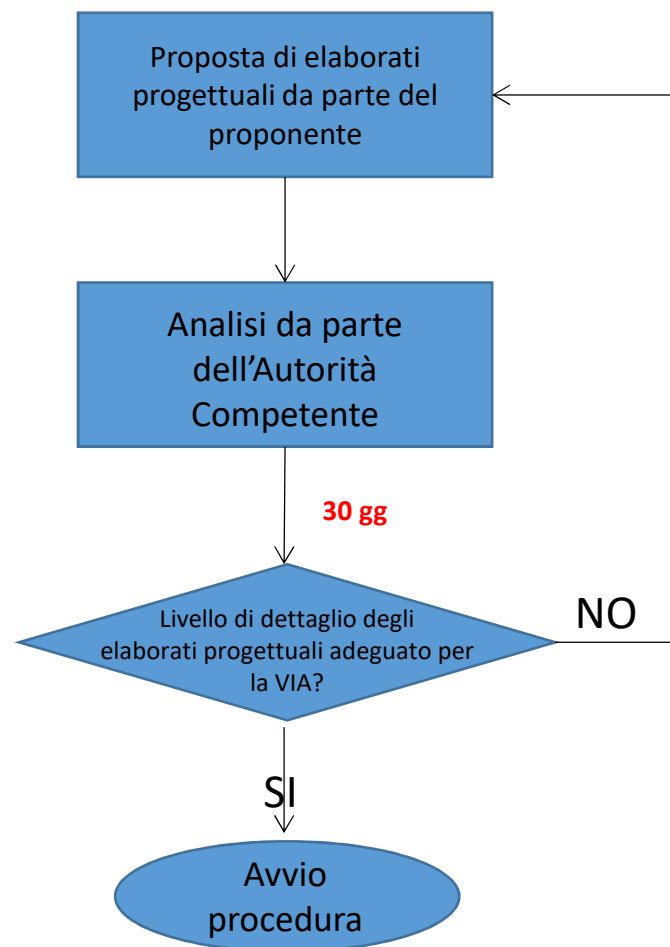 Proposta di elaborati
progettuali da parte del
proponente
Analisi da parte
dell'Autorità
Competente
30 gg
Livello di dettaglio degli
elaborati progettuali adeguato per
la VIA?
NO
SI
Avvio
procedura